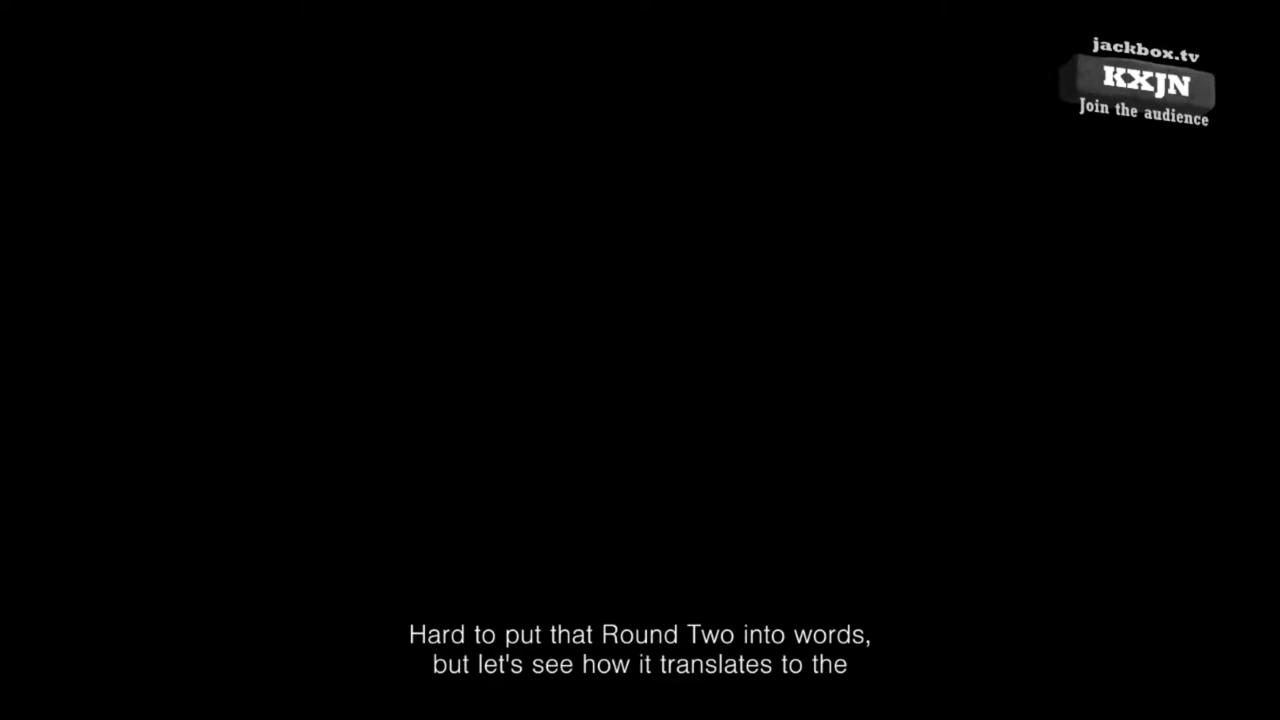 jackbox.tv
KXJN
Join the audience
Hard to put that Round Two into words,
but let's see how it translates to the